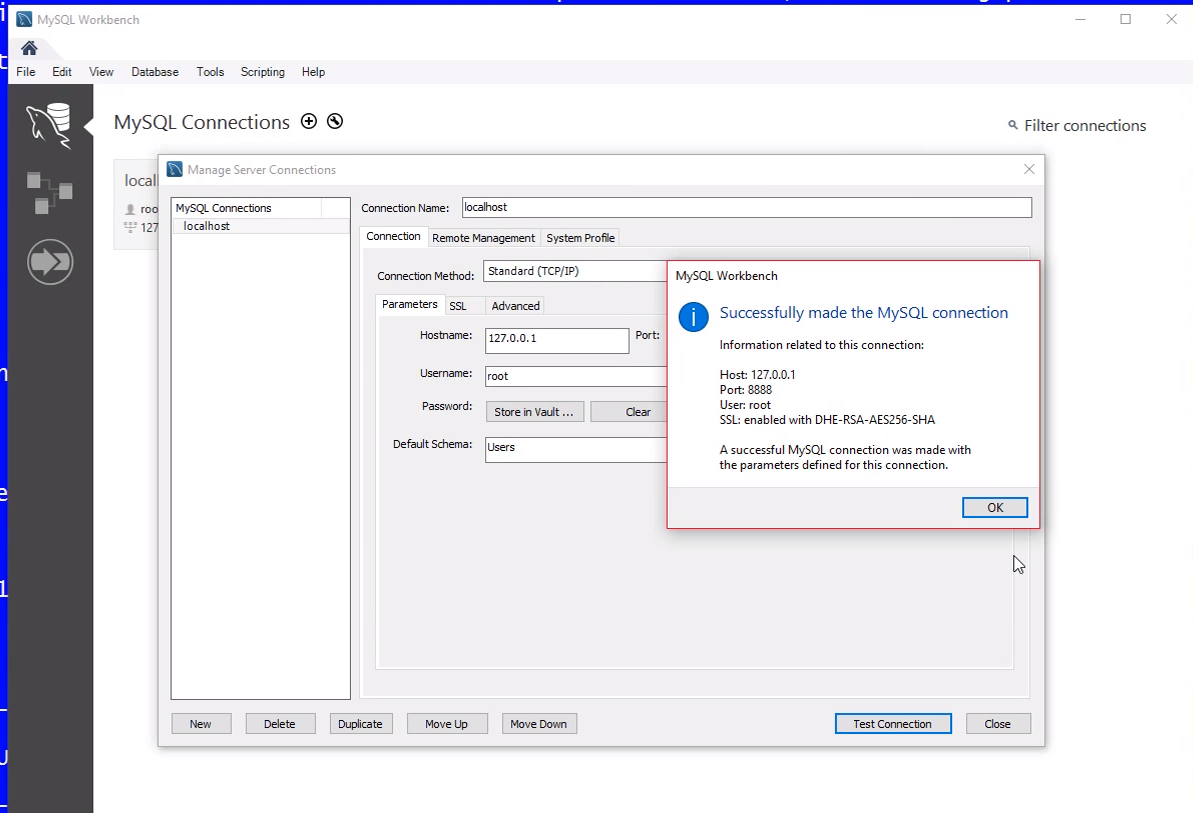 MySQL Workbench
File Edit View Database Tools Scripting Help
MySQL Connections
Filter connections
Manage Server Connections
MySQL Connections
localhost
Connection Name: localhost
Connection Remote Management System Profile
Connection Method: Standard (TCP/IP)
Parameters SSL Advanced
Hostname: 127.0.0.1 Port:
Username: root
Password: Store in Vault ... Clear
Default Schema: Users
MySQL Workbench
Successfully made the MySQL connection
Information related to this connection:
Host: 127.0.0.1
Port: 8888
User: root
SSL: enabled with DHE-RSA-AES256-SHA
A successful MySQL connection was made with
the parameters defined for this connection.
OK
New Delete Duplicate Move Up Move Down Test Connection Close